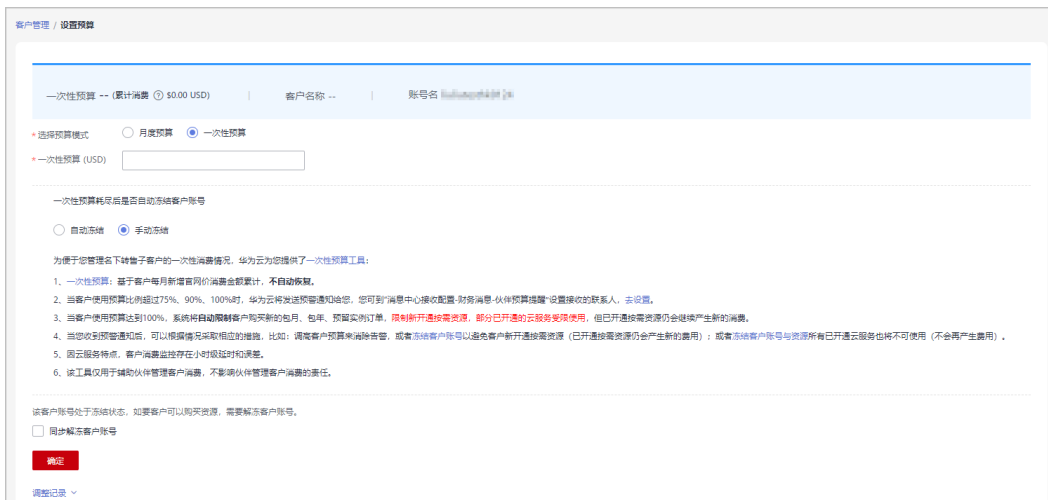 客户管理 / 设置预算
一次性预算 -- (累计消费 ? $0.00 USD) 客户名称 -- 账号名
* 选择预算模式 月度预算 一次性预算
* 一次性预算 (USD)
一次性预算耗尽后是否自动冻结客户账号
自动冻结 手动冻结
为便于您管理名下转售子客户的一次性消费情况，华为云为您提供了一次性预算工具：
1、一次性预算：基于客户每月新增官网价消费金额累计，不自动恢复。
2、当客户使用预算比例超过75%、90%、100%时，华为云将发送预警通知给您，您可到“消息中心接收配置-财务消息-伙伴预算提醒”设置接收的联系人，去设置。
3、当客户使用预算达到100%，系统将自动限制客户购买新的包月、包年、预留实例订单，限制新开通按需资源，部分已开通的云服务受限使用，但已开通按需资源仍会继续产生新的消费。
4、当您收到预警通知后，可以根据情况采取相应的措施，比如：调高客户预算来消除告警，或者冻结客户账号以避免客户新开通按需资源（已开通按需资源仍会产生新的费用）；或者冻结客户账号与资源所有已开通云服务也将不可使用（不会再产生费用）。
5、因云服务特点，客户消费监控存在小时级延时和误差。
6、该工具仅用于辅助伙伴管理客户消费，不影响伙伴管理客户消费的责任。
该客户账号处于冻结状态，如要客户可以购买资源，需要解冻客户账号。
同步解冻客户账号
确定
调整记录